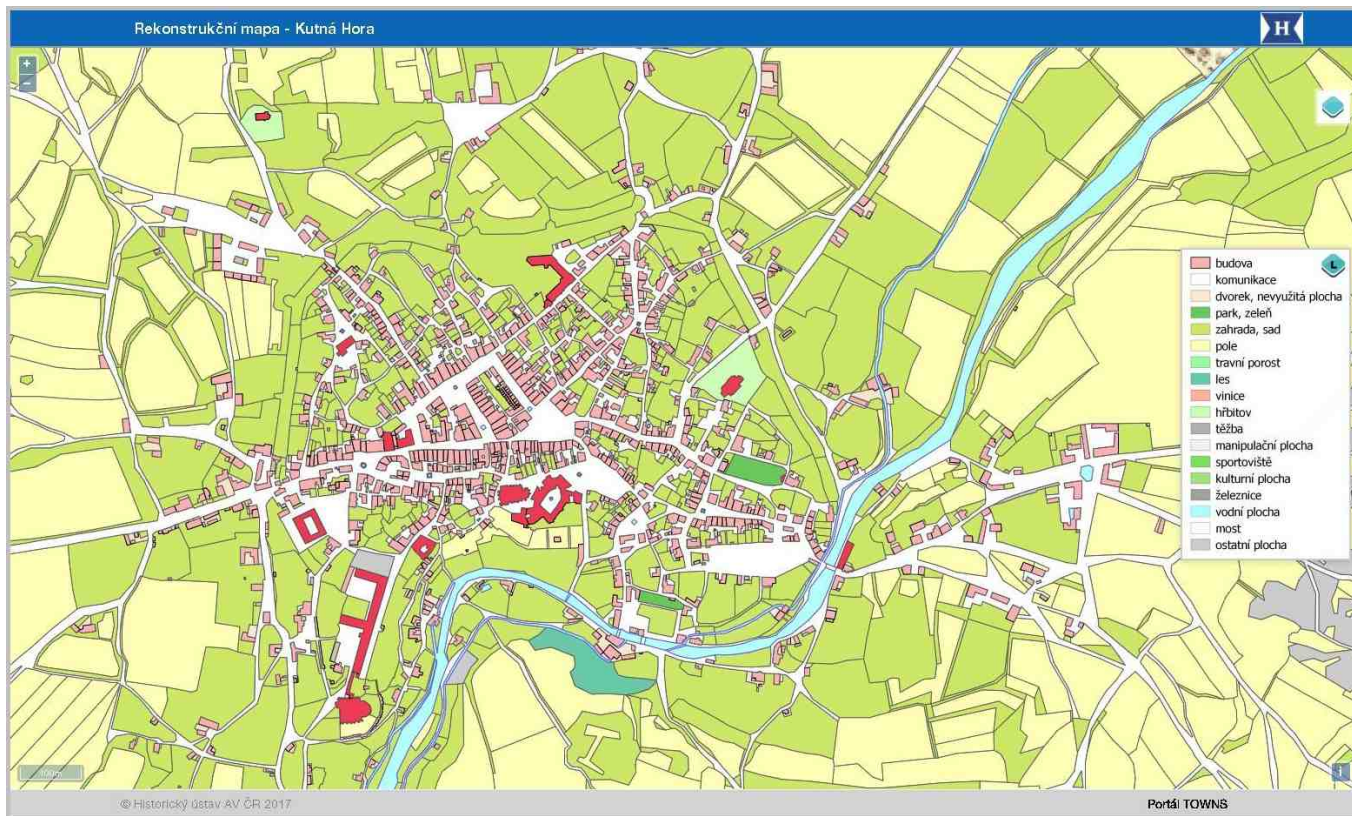 Rekonstrukční mapa - Kutná Hora
H
+
−
L
budova
komunikace
dvorek, nevyužitá plocha
park, zeleň
zahrada, sad
pole
travní porost
les
vinice
hřbitov
těžba
manipulační plocha
sportoviště
kulturní plocha
železnice
vodní plocha
most
ostatní plocha
100m
i
© Historický ústav AV ČR 2017
Portál TOWNS